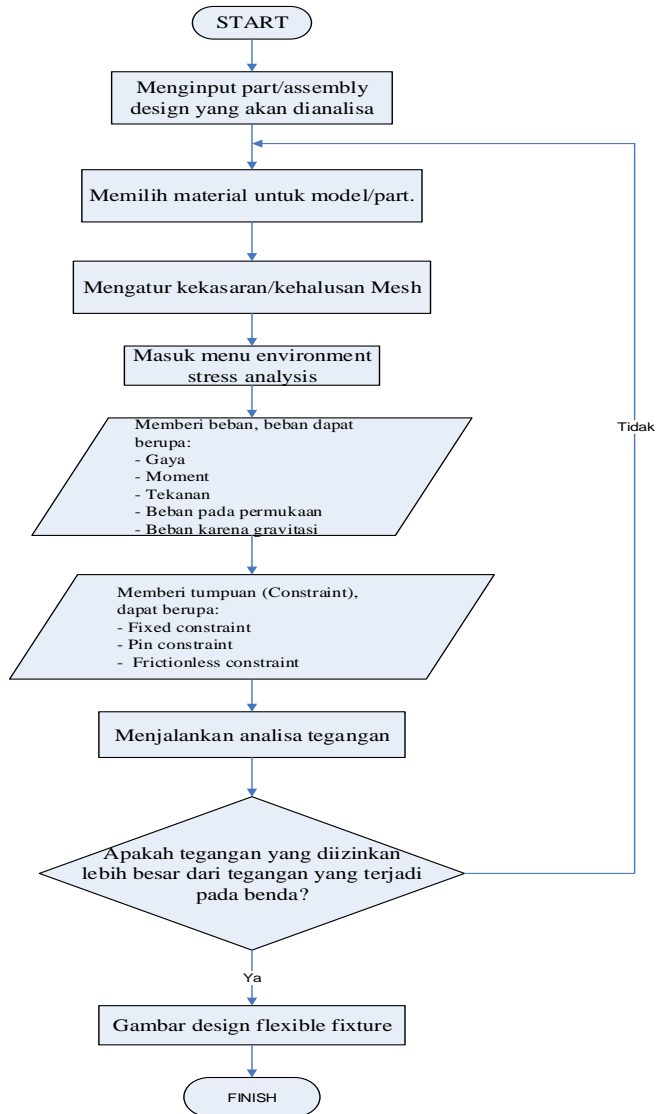 START
Menginput part/assembly
design yang akan dianalisa
Memilih material untuk model/part.
Mengatur kekasaran/kehalusan Mesh
Masuk menu environment
stress analysis
Memberi beban, beban dapat
berupa:
- Gaya
- Moment
- Tekanan
- Beban pada permukaan
- Beban karena gravitasi
Tidak
Memberi tumpuan (Constraint),
dapat berupa:
- Fixed constraint
- Pin constraint
- Frictionless constraint
Menjalankan analisa tegangan
Apakah tegangan yang diizinkan
lebih besar dari tegangan yang terjadi
pada benda?
Ya
Gambar design flexible fixture
FINISH